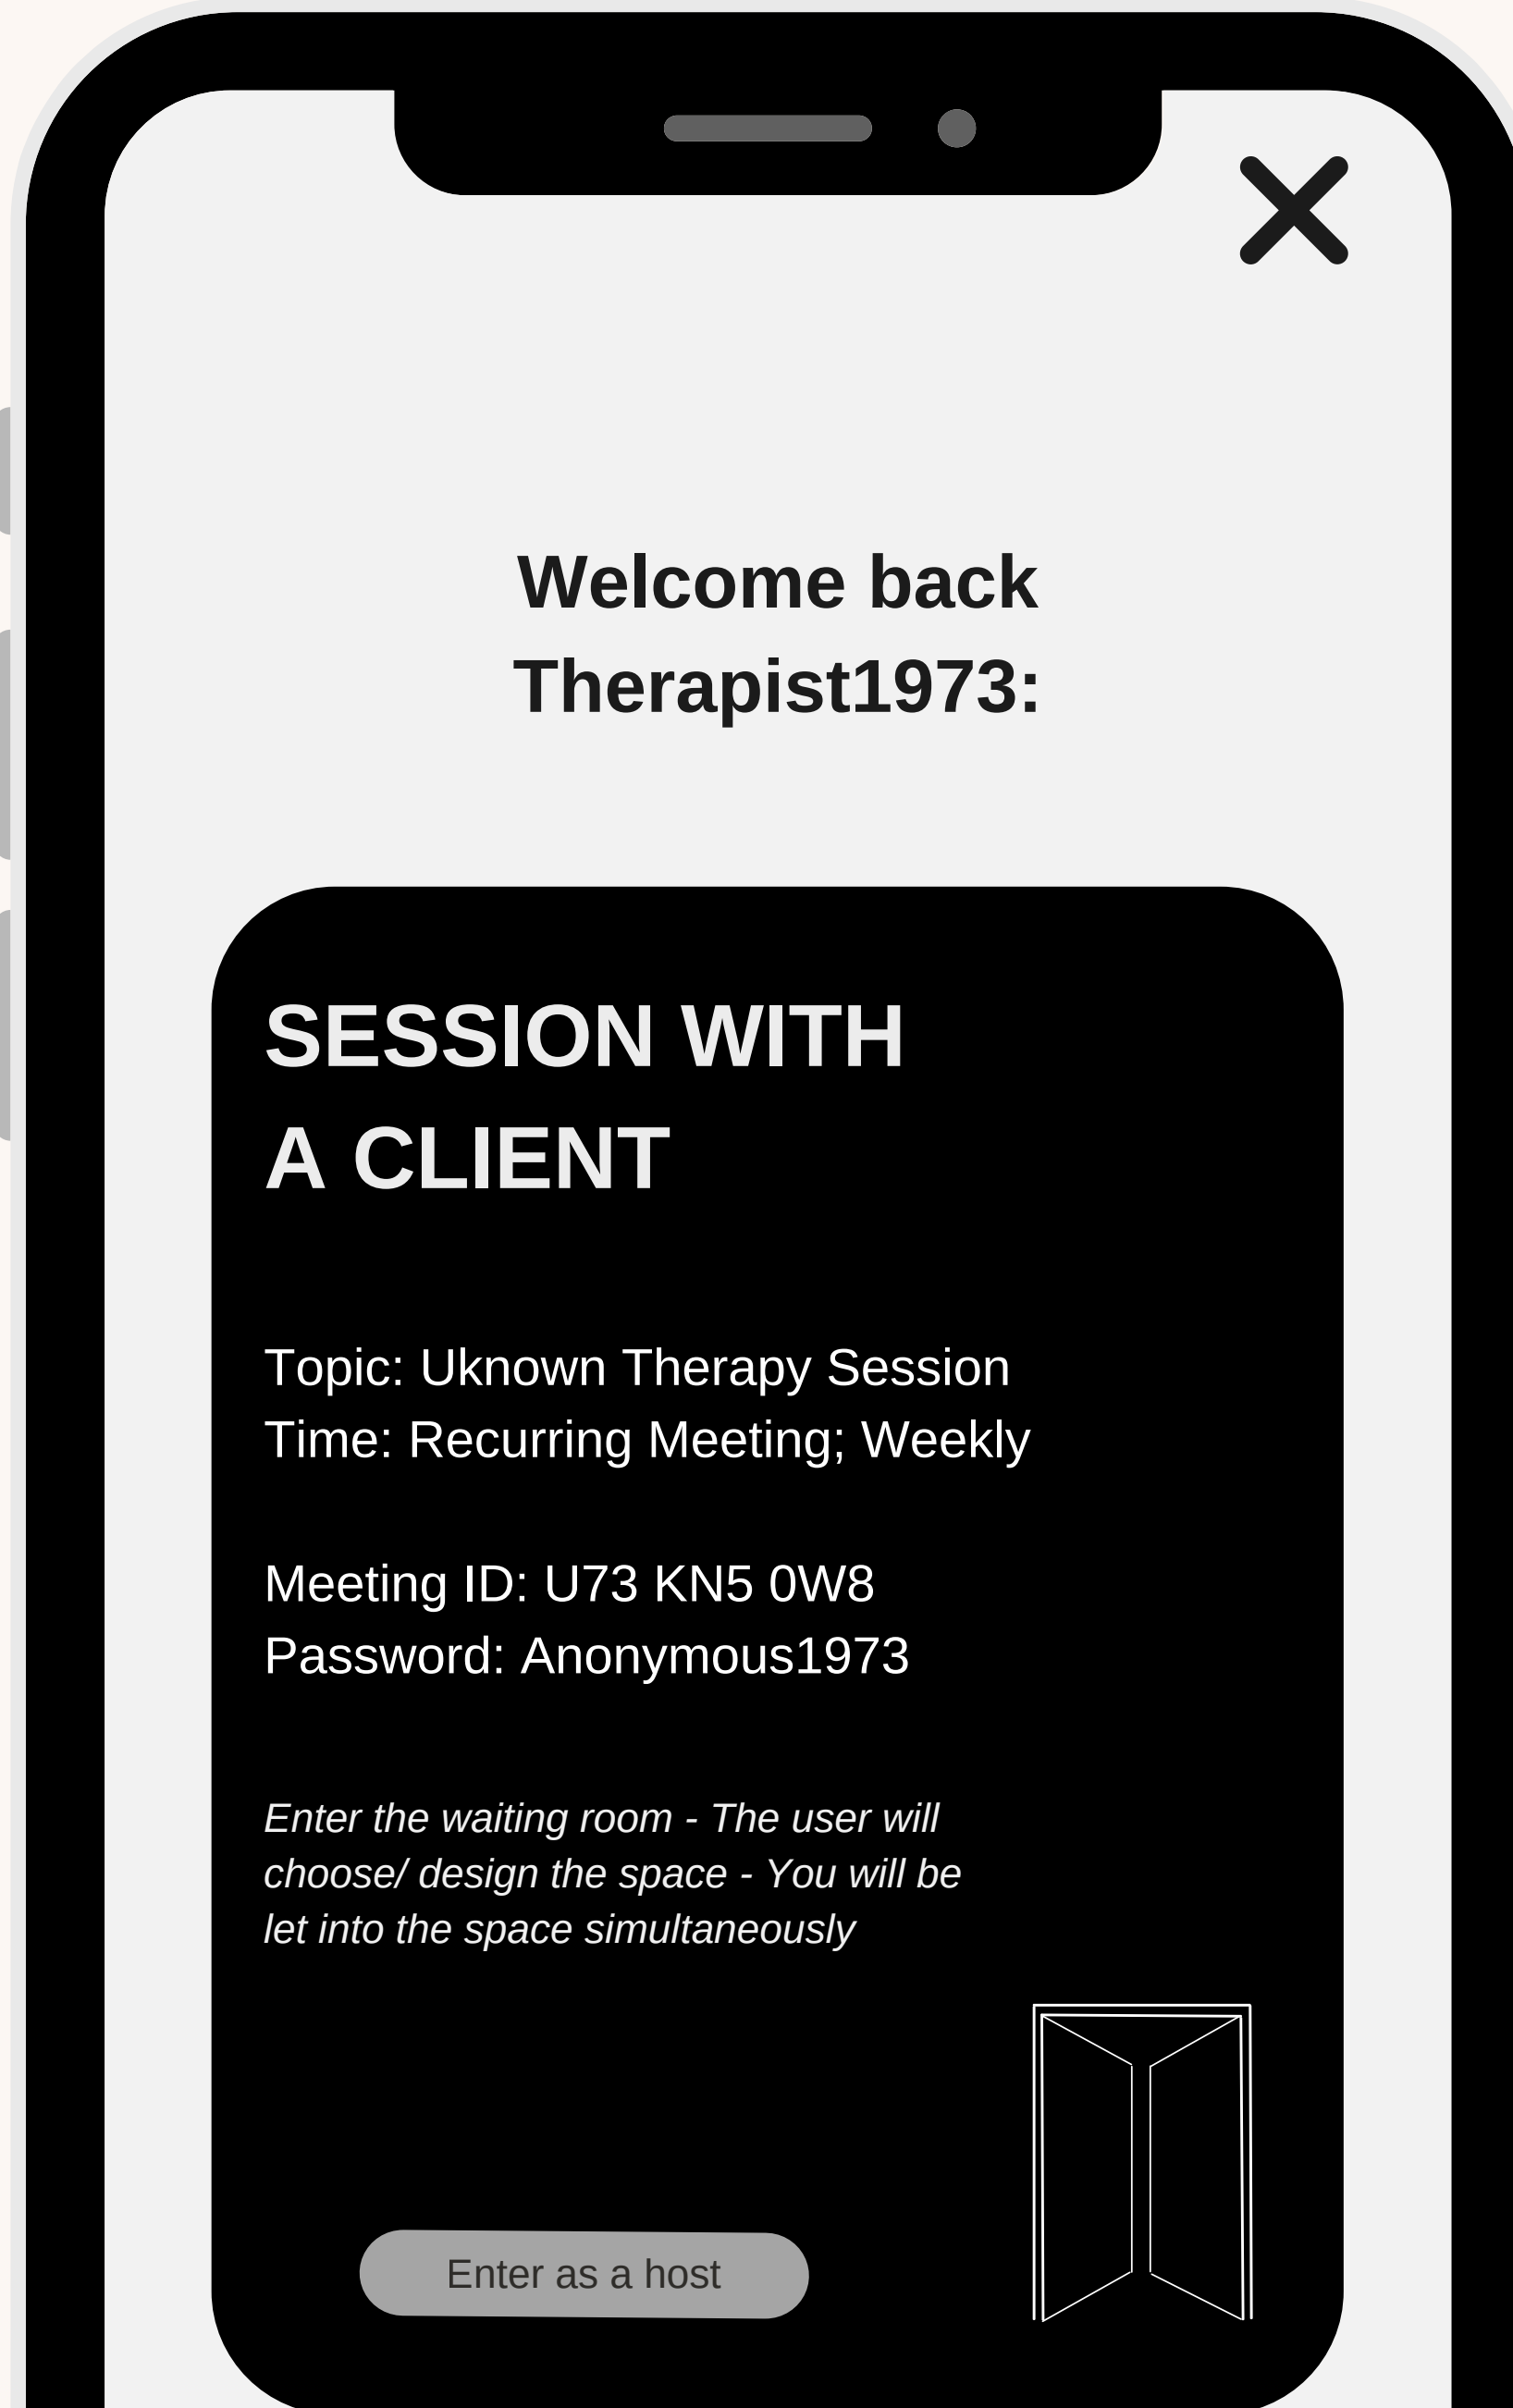 Welcome back
Therapist1973:
SESSION WITH
A CLIENT
Topic: Uknown Therapy Session
Time: Recurring Meeting; Weekly
Meeting ID: U73 KN5 0W8
Password: Anonymous1973
Enter the waiting room - The user will
choose/ design the space - You will be
let into the space simultaneously
Enter as a host